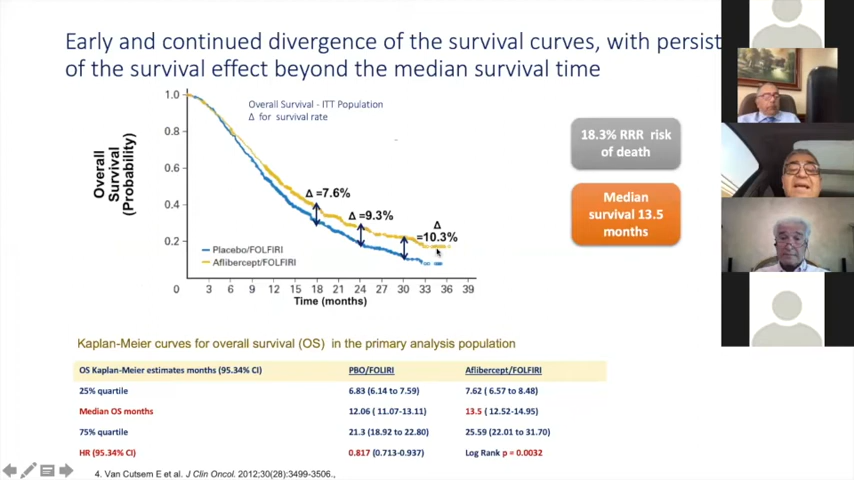 Early and continued divergence of the survival curves, with persist
of the survival effect beyond the median survival time
1.0
0.8
0.6
0.4
0.2
0
Overall
Survival
(Probability)
Overall Survival - ITT Population
Δ for survival rate
Δ =7.6%
Δ =9.3%
Δ
=10.3%
Placebo/FOLFIRI
Aflibercept/FOLFIRI
3 6 9 12 15 18 21 24 27 30 33 36 39
Time (months)
18.3% RRR risk
of death
Median
survival 13.5
months
Kaplan-Meier curves for overall survival (OS) in the primary analysis population
OS Kaplan-Meier estimates months (95.34% CI) PBO/FOLIRI Aflibercept/FOLFIRI
25% quartile 6.83 (6.14 to 7.59) 7.62 ( 6.57 to 8.48)
Median OS months 12.06 ( 11.07-13.11) 13.5 ( 12.52-14.95)
75% quartile 21.3 (18.92 to 22.80) 25.59 (22.01 to 31.70)
HR (95.34% CI) 0.817 (0.713-0.937) Log Rank p = 0.0032
4. Van Cutsem E et al. J Clin Oncol. 2012;30(28):3499-3506.,